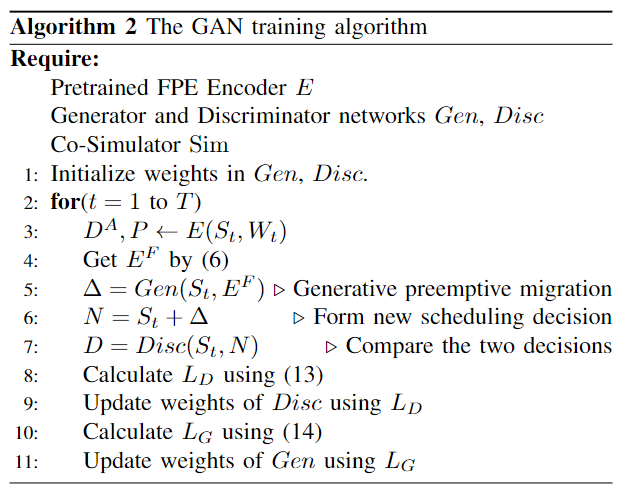 Algorithm 2 The GAN training algorithm
Require:
Pretrained FPE Encoder E
Generator and Discriminator networks Gen, Disc
Co-Simulator Sim
1: Initialize weights in Gen, Disc.
2: for(t = 1 to T)
3: D^A, P ← E(S_t, W_t)
4: Get E^F by (6)
5: Δ = Gen(S_t, E^F) ▷ Generative preemptive migration
6: N = S_t + Δ ▷ Form new scheduling decision
7: D = Disc(S_t, N) ▷ Compare the two decisions
8: Calculate L_D using (13)
9: Update weights of Disc using L_D
10: Calculate L_G using (14)
11: Update weights of Gen using L_G